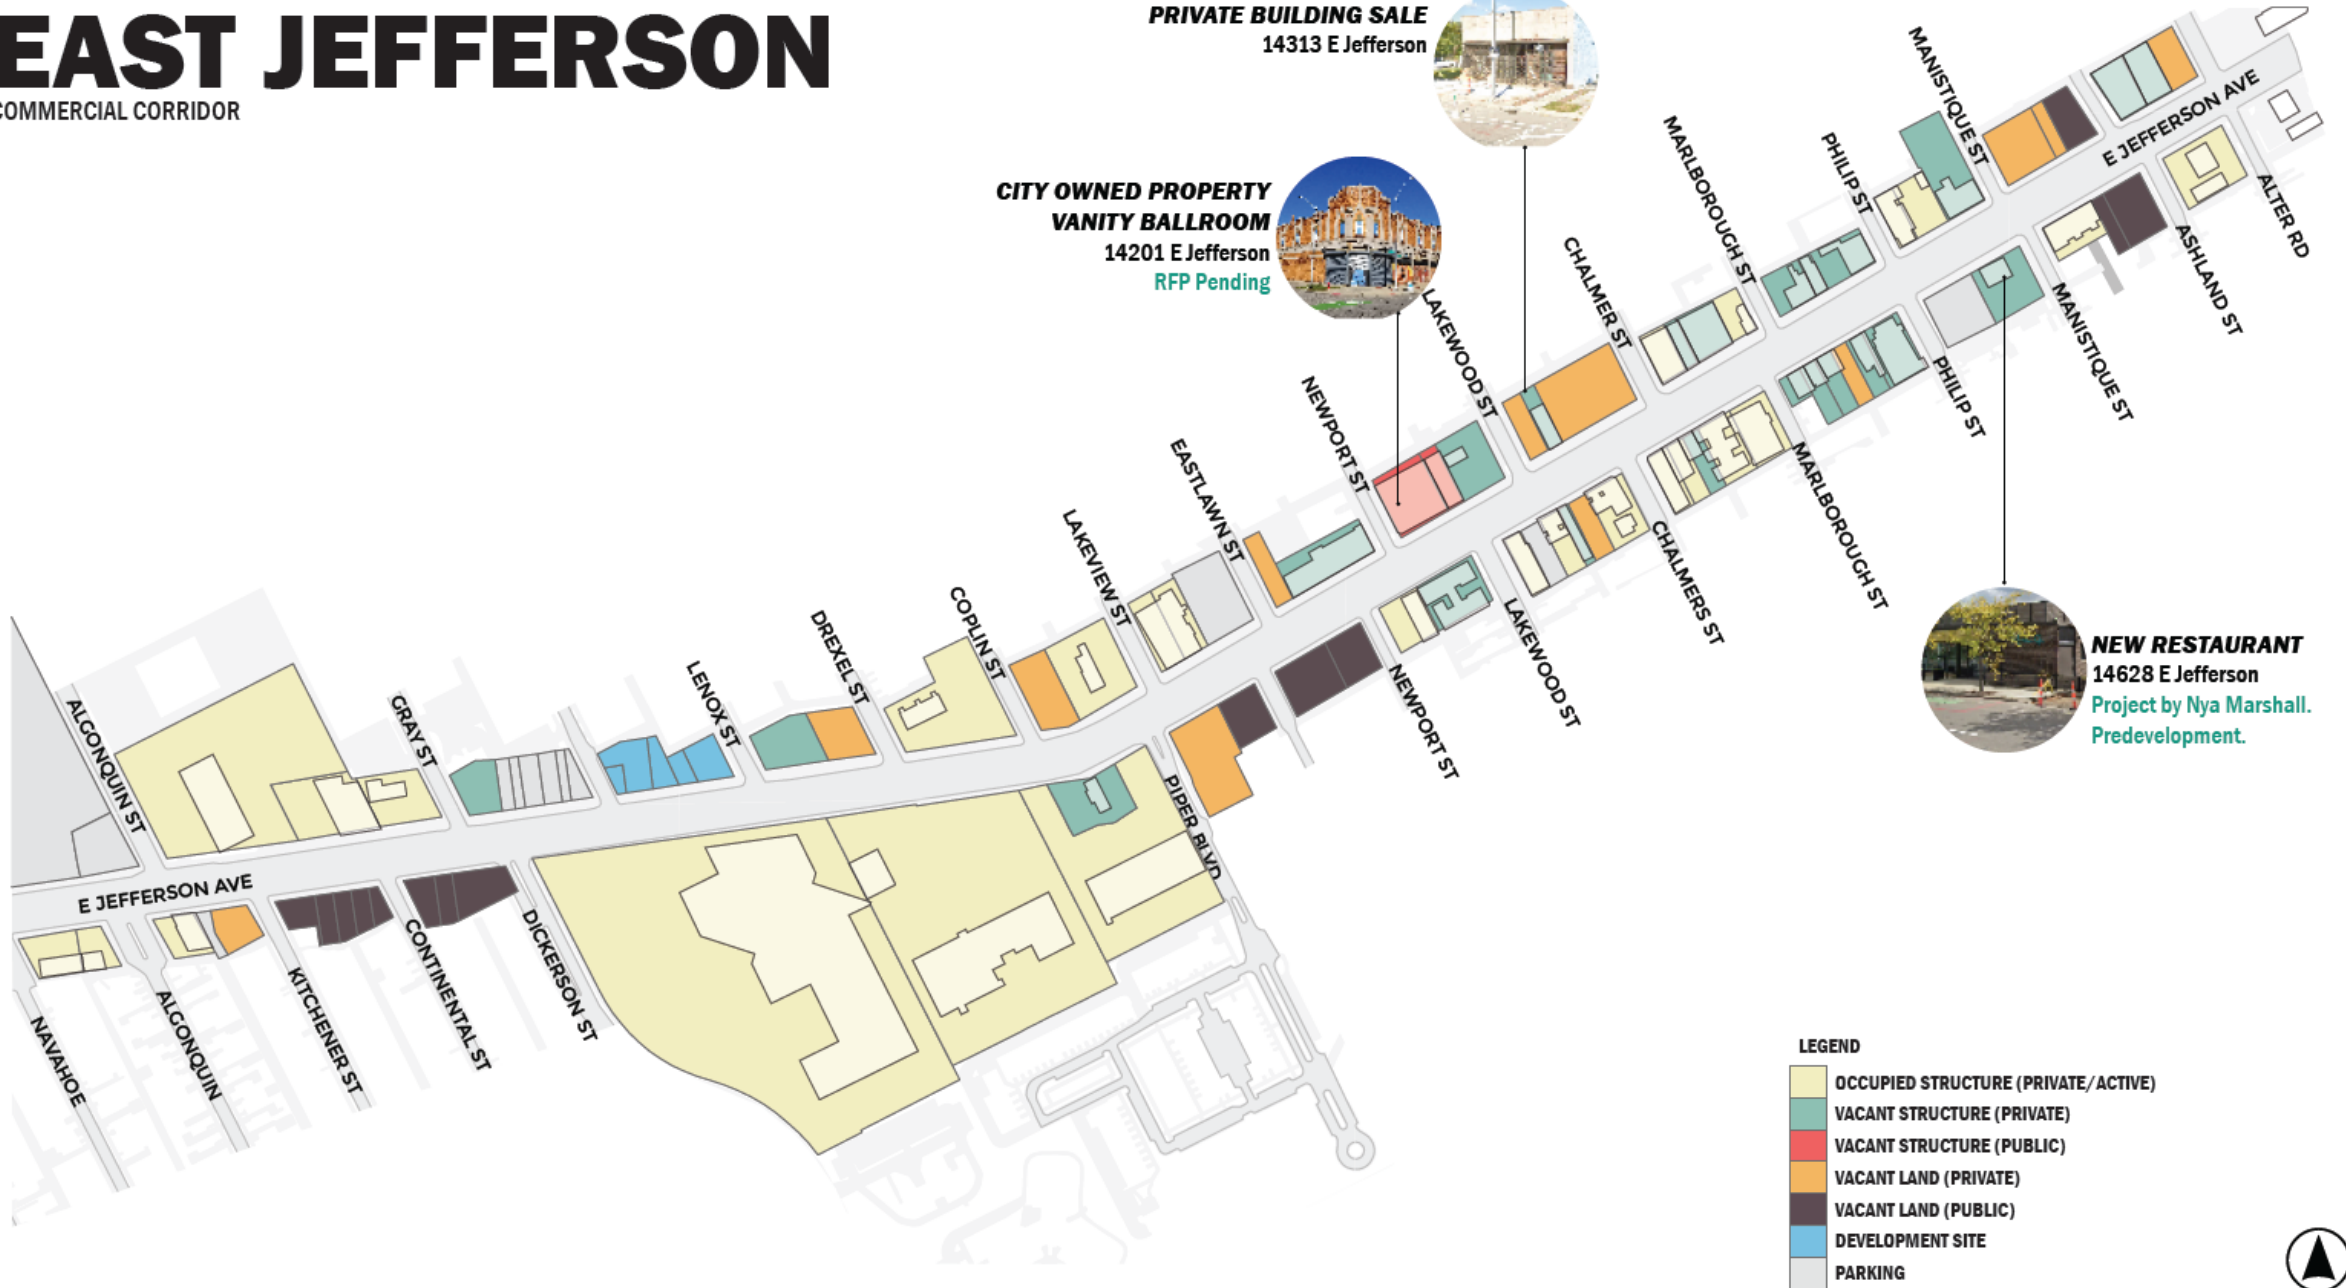 EAST JEFFERSON
COMMERCIAL CORRIDOR
PRIVATE BUILDING SALE
14313 E Jefferson
CITY OWNED PROPERTY
VANITY BALLROOM
14201 E Jefferson
RFP Pending
MANISTIQUE ST
PHILIP ST
MARLBOROUGH ST
CHALMER ST
LAKEWOOD ST
NEWPORT ST
EASTLAWN ST
LAKEVIEW ST
COPLIN ST
DREXEL ST
LENOX ST
GRAY ST
ALGONQUIN ST
E JEFFERSON AVE
ALTER RD
ASHLAND ST
MANISTIQUE ST
PHILIP ST
MARLBOROUGH ST
CHALMERS ST
LAKEWOOD ST
NEWPORT ST
PIPER BLVD
E JEFFERSON AVE
DICKERSON ST
CONTINENTAL ST
KITCHENER ST
ALGONQUIN
NAVAHOE
NEW RESTAURANT
14628 E Jefferson
Project by Nya Marshall.
Predevelopment.
LEGEND
OCCUPIED STRUCTURE (PRIVATE/ACTIVE)
VACANT STRUCTURE (PRIVATE)
VACANT STRUCTURE (PUBLIC)
VACANT LAND (PRIVATE)
VACANT LAND (PUBLIC)
DEVELOPMENT SITE
PARKING